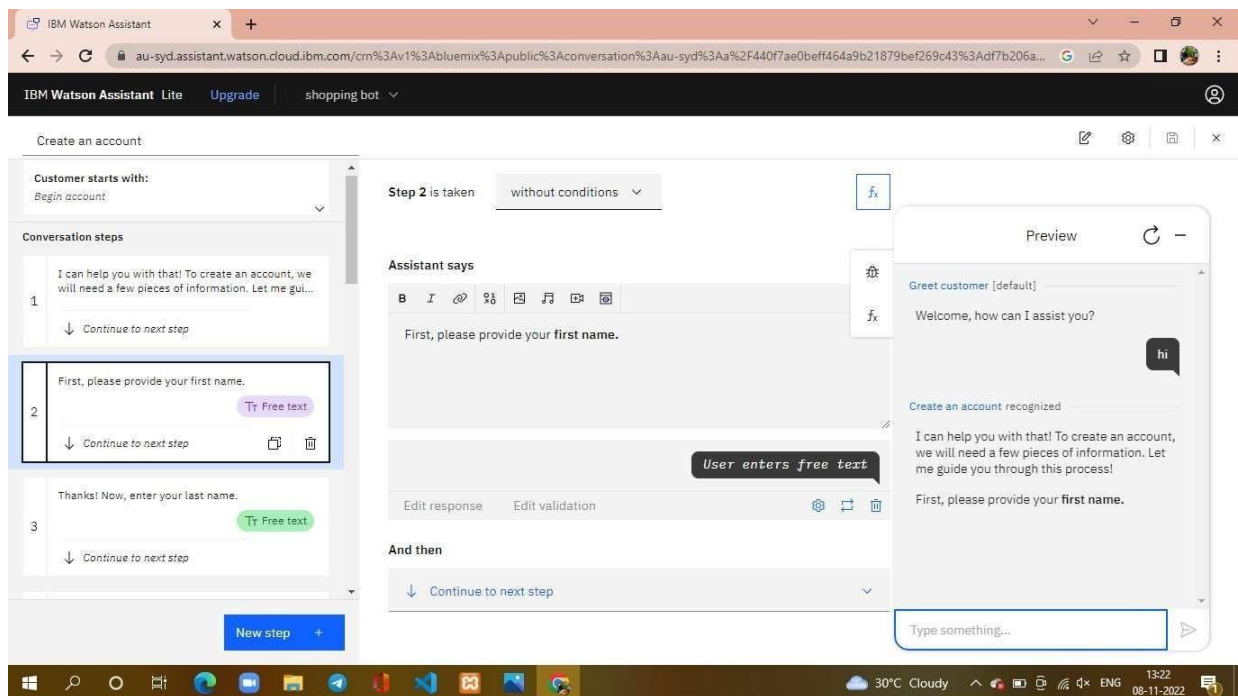 IBM Watson Assistant
au-syd.assistant.watson.cloud.ibm.com/crn%3Av1%3Abluemix%3Apublic%3Aconversation%3Aau-syd%3Aa%2F440f7ae0beff464a9b21879bef269c43%3Adf7b206a...
IBM Watson Assistant Lite Upgrade shopping bot
Create an account
Customer starts with:
Begin account
Conversation steps
1
I can help you with that! To create an account, we
will need a few pieces of information. Let me gui...
Continue to next step
2
First, please provide your first name.
Free text
Continue to next step
3
Thanks! Now, enter your last name.
Free text
Continue to next step
New step +
Step 2 is taken without conditions
fx
Assistant says
B I
First, please provide your first name.
User enters free text
Edit response Edit validation
And then
Continue to next step
fx
Preview
Greet customer [default]
Welcome, how can I assist you?
hi
Create an account recognized
I can help you with that! To create an account,
we will need a few pieces of information. Let
me guide you through this process!
First, please provide your first name.
Type something...
30°C Cloudy ENG 13:22
08-11-2022